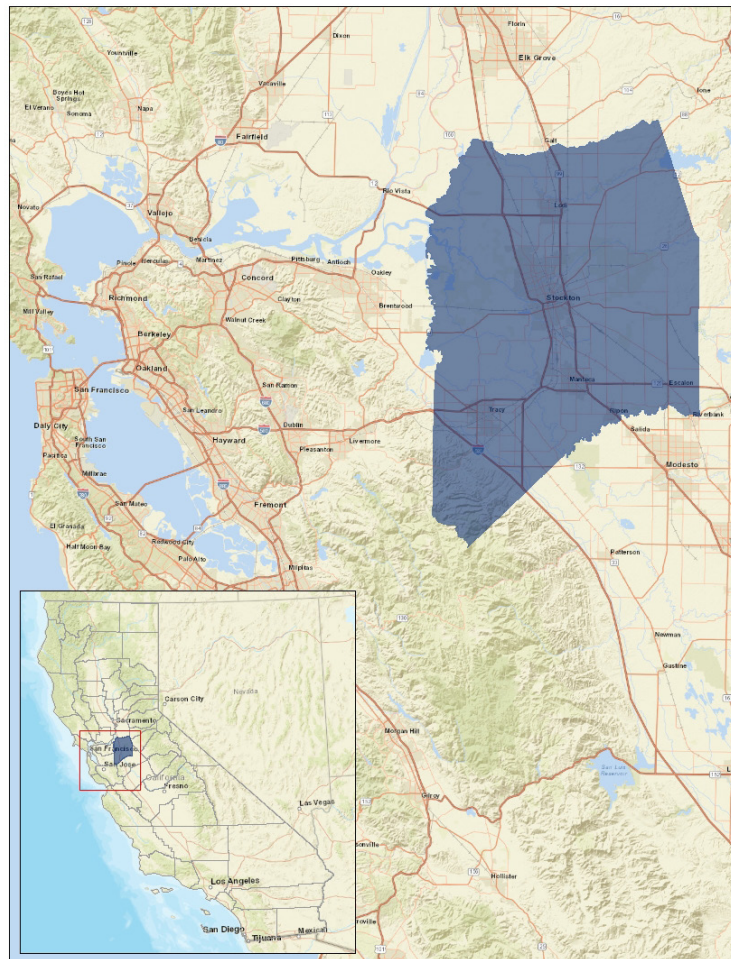 Florin
Dixon
Elk Grove
Yountville
Vacaville
Boyes Hot
Springs
El Verano
Sonoma
Napa
Ione
Fairfield
Galt
Rio Vista
Lodi
Novato
Vallejo
Benicia
Pinole
Hercules
Martinez
Pittsburg
Antioch
Oakley
San Rafael
Concord
Richmond
Clayton
Brentwood
Stockton
Mill Valley
Walnut Creek
Berkeley
Oakland
San Francisco
San Ramon
Manteca
Escalon
San Leandro
Dublin
Tracy
Ripon
Riverbank
Daly City
South San
Francisco
Hayward
Pleasanton
Livermore
Salida
Pacifica
Millbrae
Modesto
San Mateo
Fremont
El Granada
Redwood City
Half Moon Bay
Palo Alto
Milpitas
Patterson
Newman
Gustine
Carson City
Nevada
Sacramento
San Francisco
San Jose
California
Fresno
Las Vegas
Los Angeles
San Diego
Tijuana
Mexicali
Morgan Hill
San Luis
Reservoir
Gilroy
Hollister